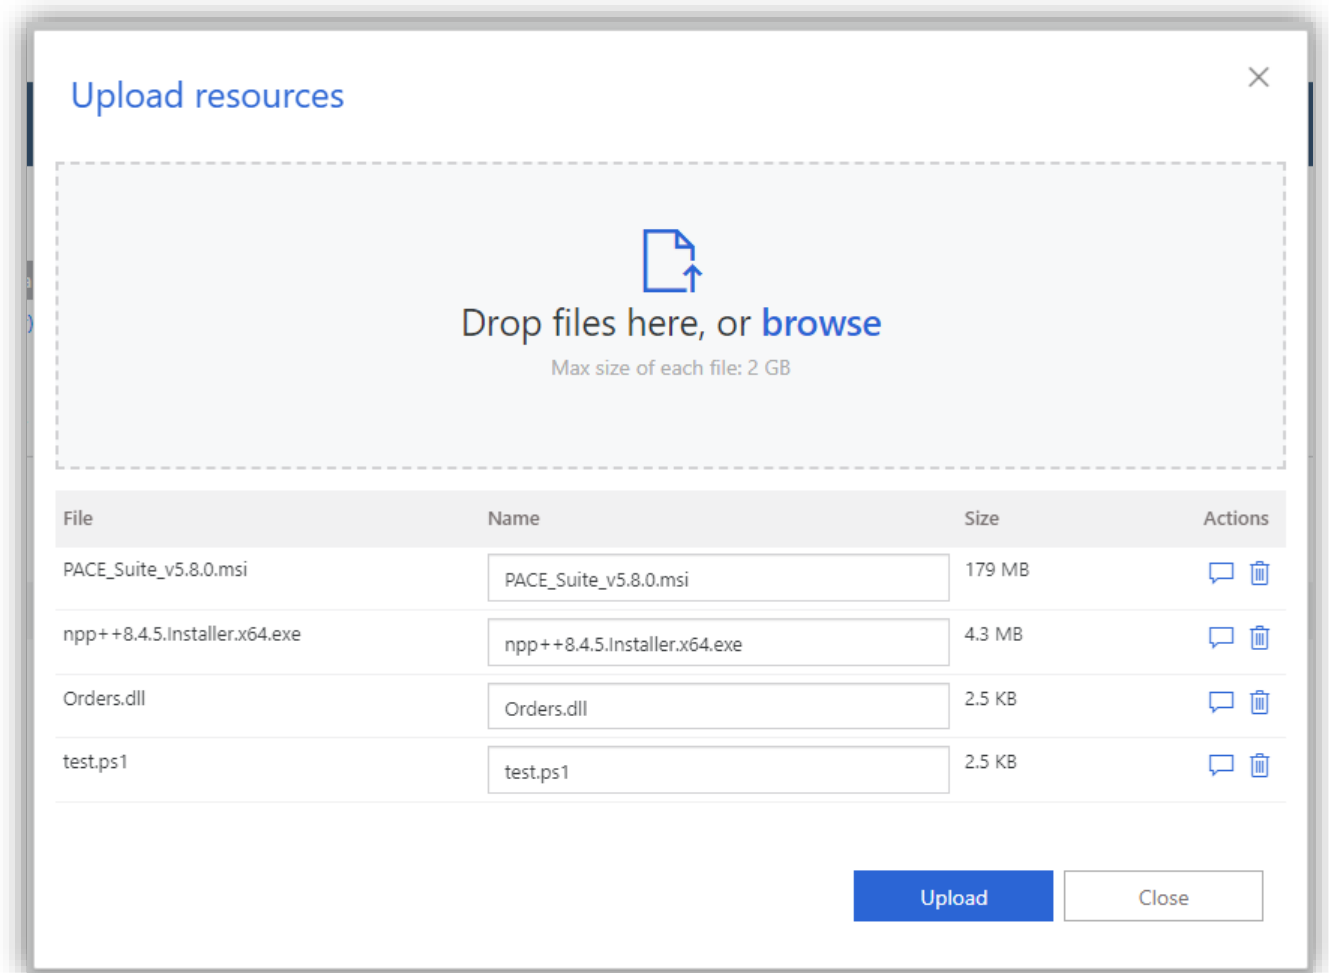 Upload resources
Drop files here, or browse
Max size of each file: 2 GB
File Name Size Actions
PACE_Suite_v5.8.0.msi PACE_Suite_v5.8.0.msi 179 MB
npp++8.4.5.Installer.x64.exe npp++8.4.5.Installer.x64.exe 4.3 MB
Orders.dll Orders.dll 2.5 KB
test.ps1 test.ps1 2.5 KB
Upload Close